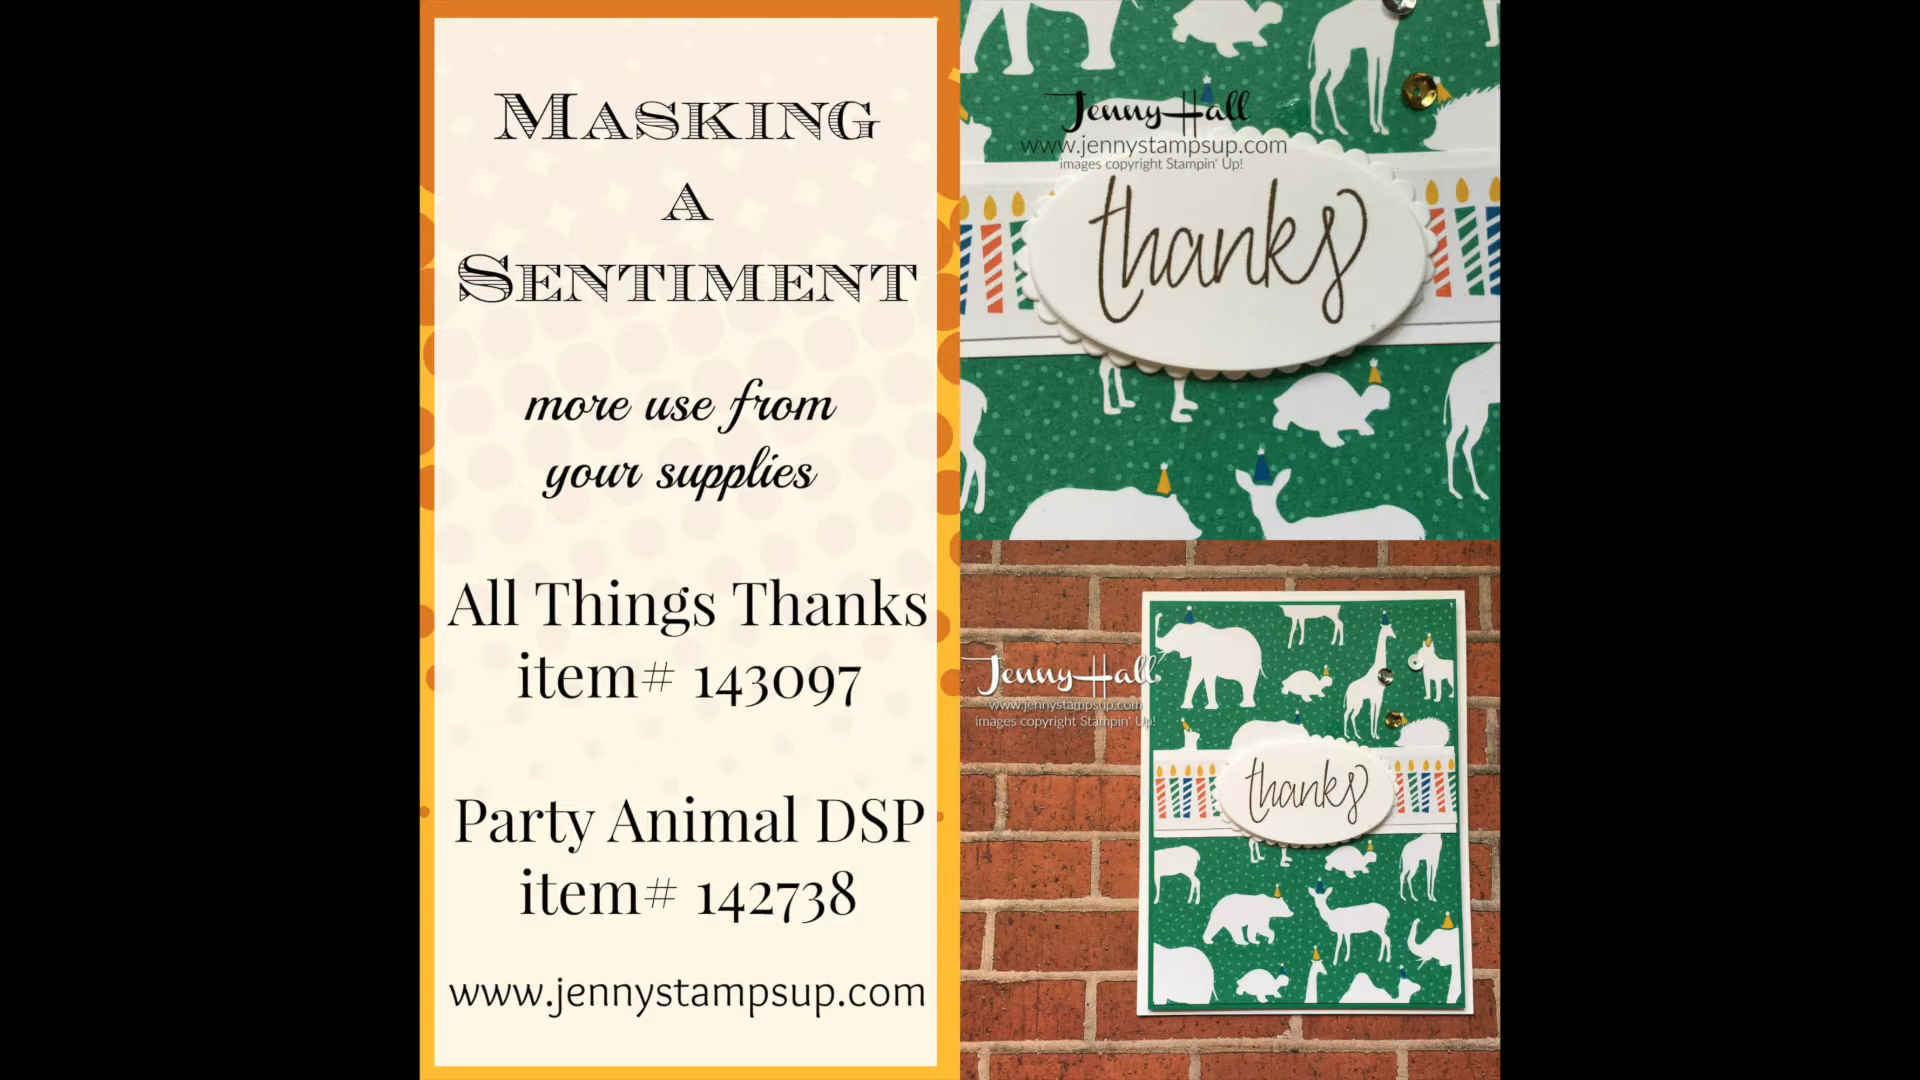 MASKING
A
SENTIMENT
more use from
your supplies
All Things Thanks
item# 143097
Party Animal DSP
item# 142738
www.jennystampsup.com
Jenny Hall
www.jennystampsup.com
images copyright Stampin' Up!
thanks
Jenny Hall
www.jennystampsup.com
images copyright Stampin' Up!
thanks